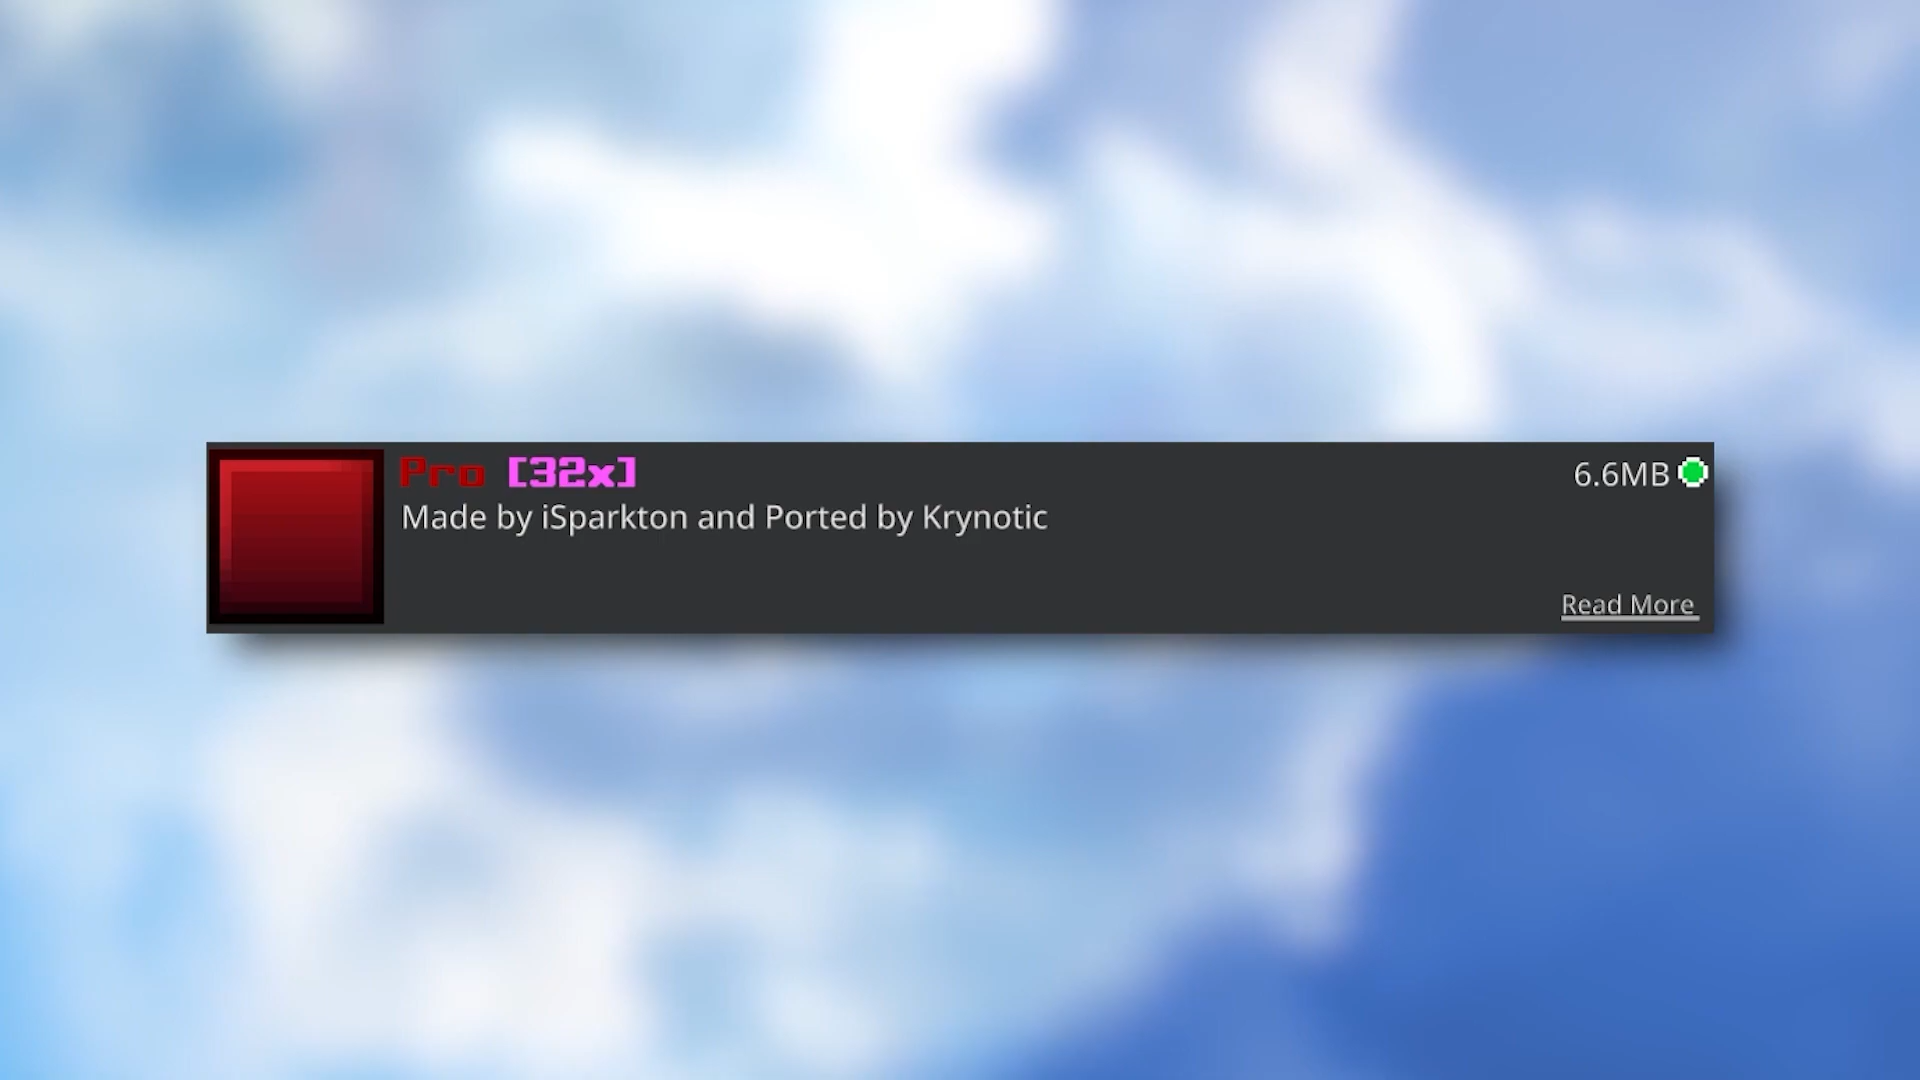 Pro [32x]
6.6MB
Made by iSparkton and Ported by Krynotic
Read More